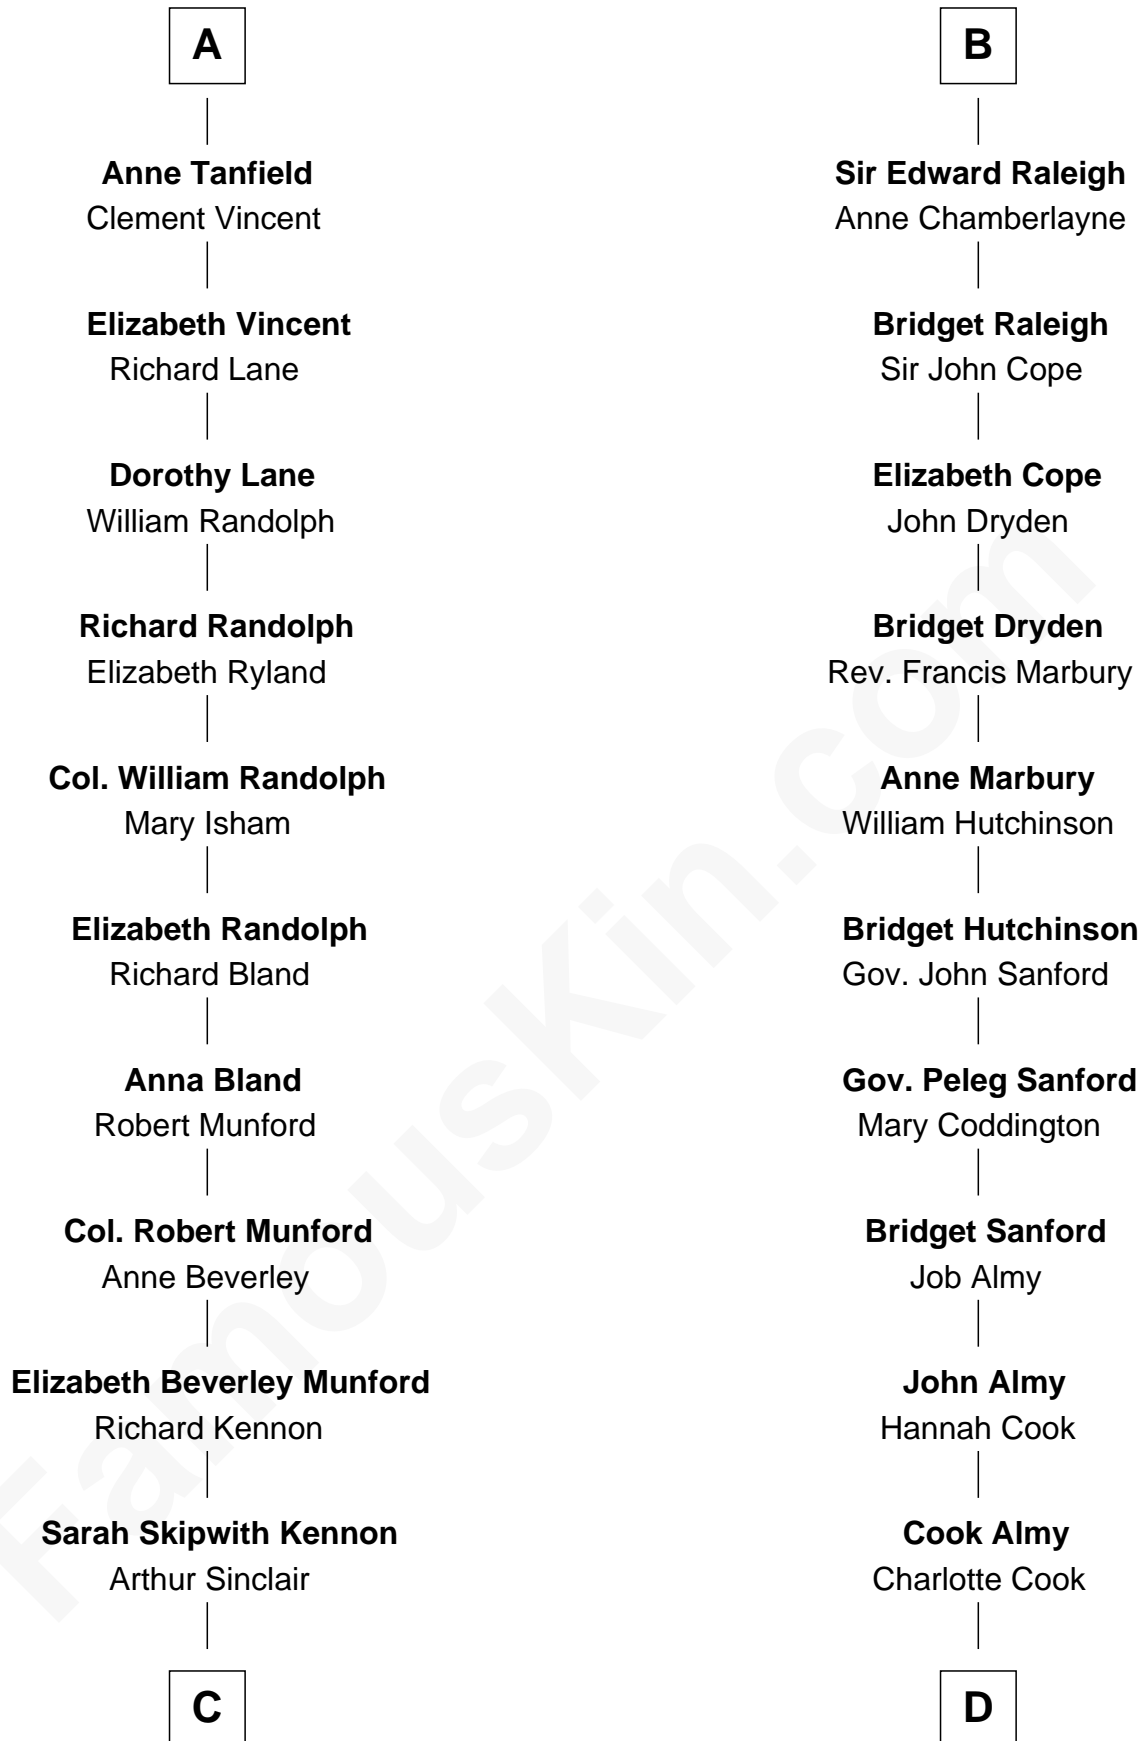 A
Anne Tanfield
Clement Vincent
Elizabeth Vincent
Richard Lane
Dorothy Lane
William Randolph
Richard Randolph
Elizabeth Ryland
Col. William Randolph
Mary Isham
Elizabeth Randolph
Richard Bland
Anna Bland
Robert Munford
Col. Robert Munford
Anne Beverley
Elizabeth Beverley Munford
Richard Kennon
Sarah Skipwith Kennon
Arthur Sinclair
C
B
Sir Edward Raleigh
Anne Chamberlayne
Bridget Raleigh
Sir John Cope
Elizabeth Cope
John Dryden
Bridget Dryden
Rev. Francis Marbury
Anne Marbury
William Hutchinson
Bridget Hutchinson
Gov. John Sanford
Gov. Peleg Sanford
Mary Coddington
Bridget Sanford
Job Almy
John Almy
Hannah Cook
Cook Almy
Charlotte Cook
D
FamousKin.com